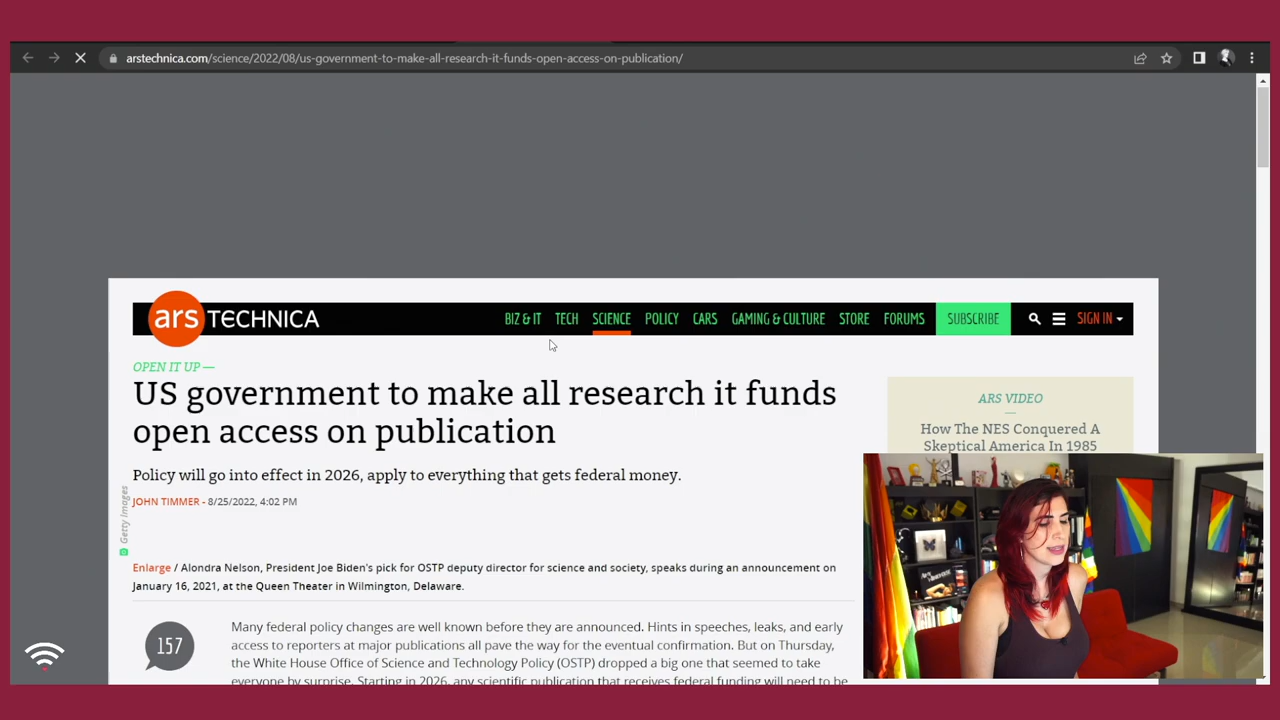 arstechnica.com/science/2022/08/us-government-to-make-all-research-it-funds-open-access-on-publication/
ars TECHNICA
BIZ & IT TECH SCIENCE POLICY CARS GAMING & CULTURE STORE FORUMS SUBSCRIBE SIGN IN
OPEN IT UP —
US government to make all research it funds
open access on publication
Policy will go into effect in 2026, apply to everything that gets federal money.
JOHN TIMMER - 8/25/2022, 4:02 PM
Getty Images
ARS VIDEO
How The NES Conquered A
Skeptical America In 1985
Enlarge / Alondra Nelson, President Joe Biden's pick for OSTP deputy director for science and society, speaks during an announcement on
January 16, 2021, at the Queen Theater in Wilmington, Delaware.
157
Many federal policy changes are well known before they are announced. Hints in speeches, leaks, and early
access to reporters at major publications all pave the way for the eventual confirmation. But on Thursday,
the White House Office of Science and Technology Policy (OSTP) dropped a big one that seemed to take
everyone by surprise. Starting in 2026, any scientific publication that receives federal funding will need to be